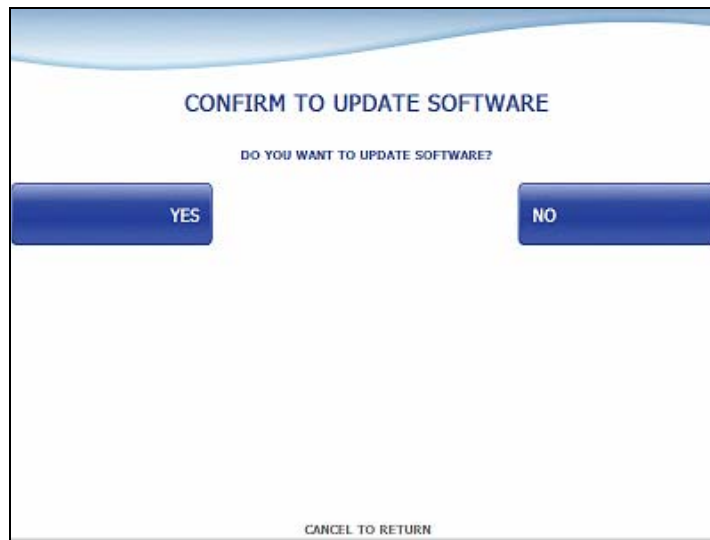 CONFIRM TO UPDATE SOFTWARE
DO YOU WANT TO UPDATE SOFTWARE?
YES
NO
CANCEL TO RETURN